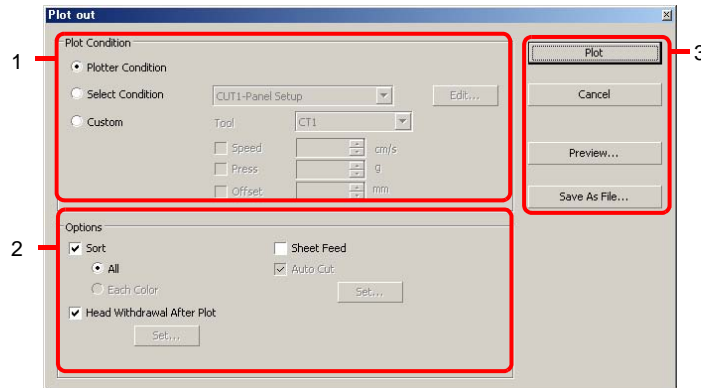 Plot out
1
Plot Condition
Plotter Condition
Select Condition CUT1-Panel Setup Edit...
Custom Tool CT1
Speed cm/s
Press g
Offset mm
2
Options
Sort Sheet Feed
All Auto Cut
Each Color Set...
Head Withdrawal After Plot
Set...
3
Plot
Cancel
Preview...
Save As File...